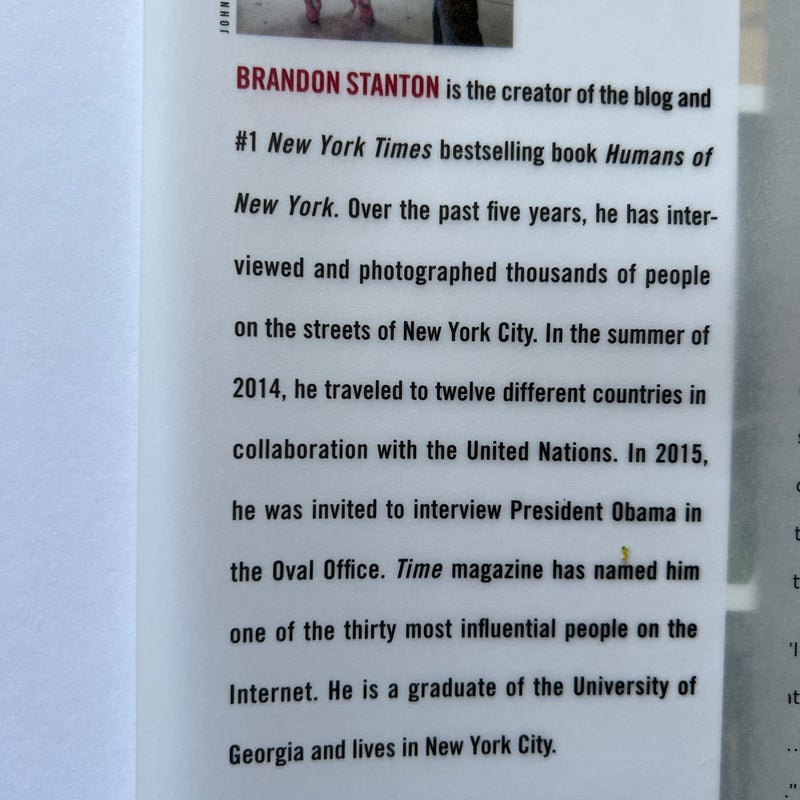 JOHN
BRANDON STANTON is the creator of the blog and
#1 New York Times bestselling book Humans of
New York. Over the past five years, he has inter-
viewed and photographed thousands of people
on the streets of New York City. In the summer of
2014, he traveled to twelve different countries in
collaboration with the United Nations. In 2015,
he was invited to interview President Obama in
the Oval Office. Time magazine has named him
one of the thirty most influential people on the
Internet. He is a graduate of the University of
Georgia and lives in New York City.